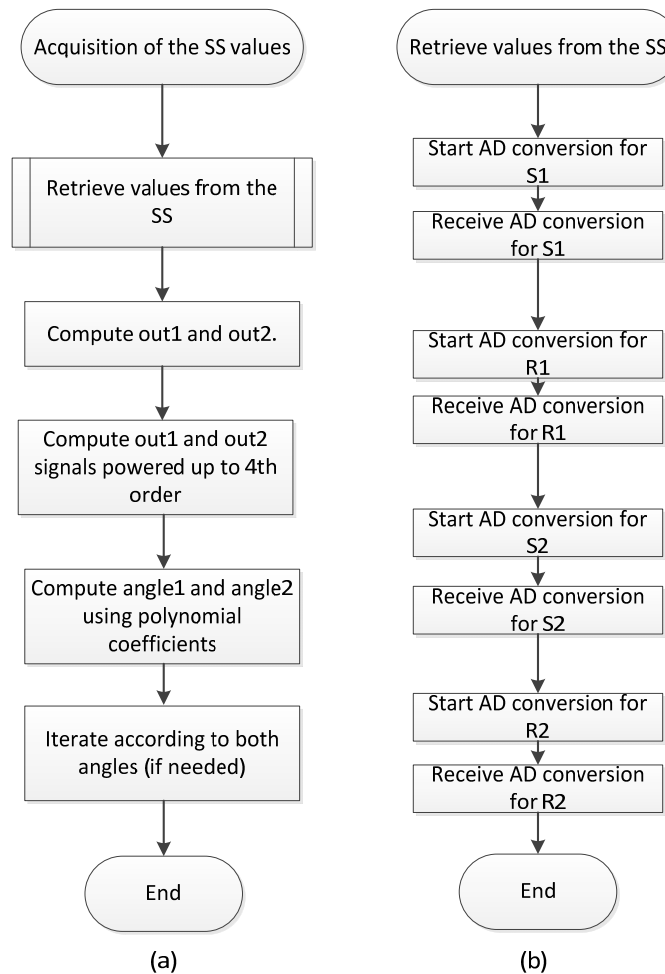 Acquisition of the SS values
Retrieve values from the
SS
Compute out1 and out2.
Compute out1 and out2
signals powered up to 4th
order
Compute angle1 and angle2
using polynomial
coefficients
Iterate according to both
angles (if needed)
End
(a)
Retrieve values from the SS
Start AD conversion for
S1
Receive AD conversion
for S1
Start AD conversion for
R1
Receive AD conversion
for R1
Start AD conversion for
S2
Receive AD conversion
for S2
Start AD conversion for
R2
Receive AD conversion
for R2
End
(b)